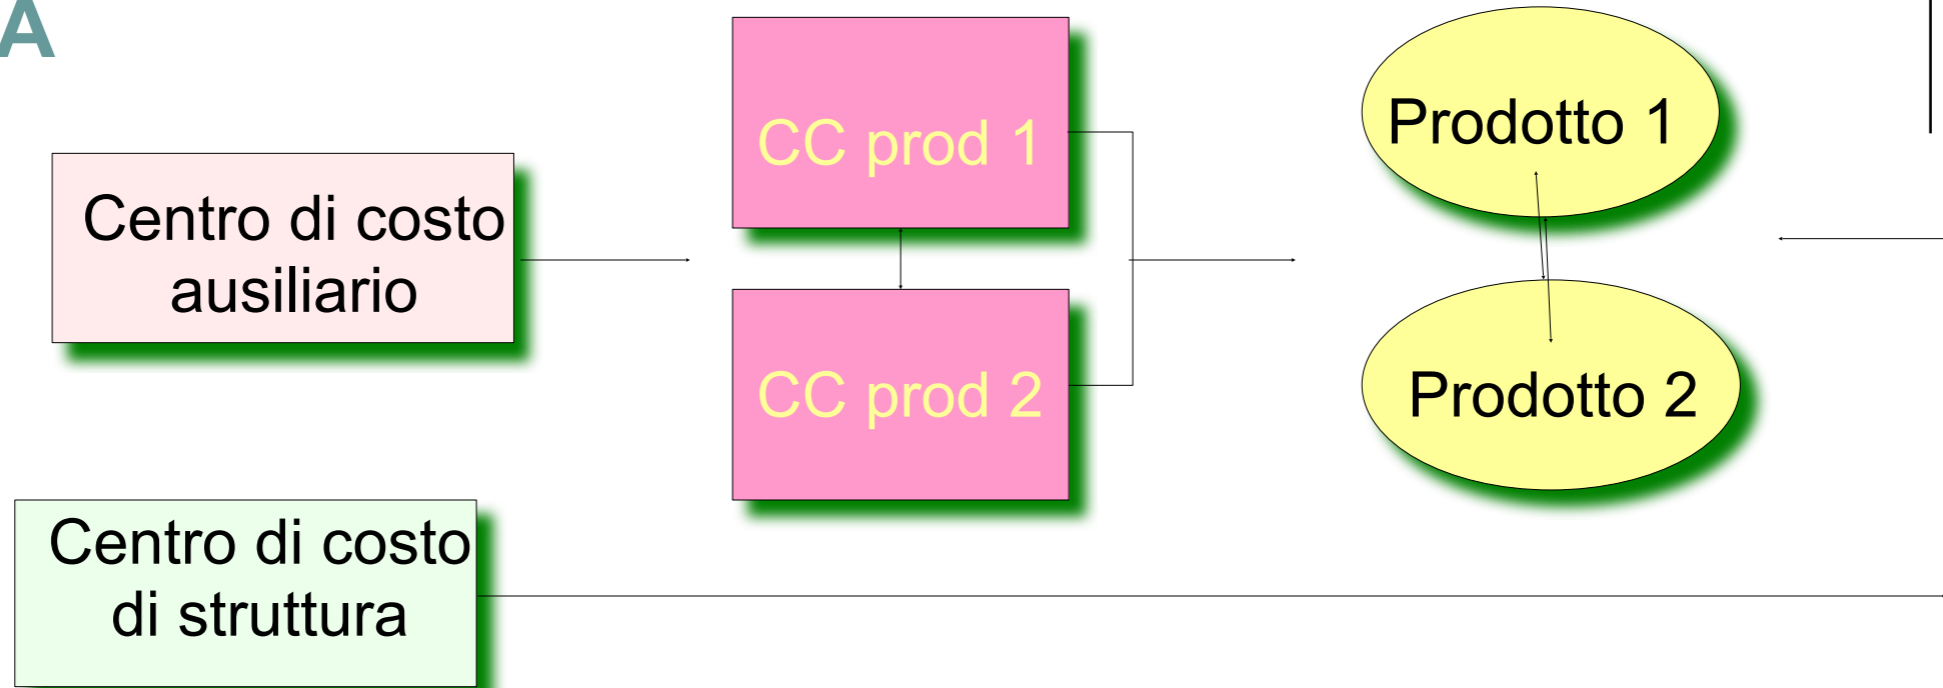 A
CC prod 1
Prodotto 1
Centro di costo
ausiliario
CC prod 2
Prodotto 2
Centro di costo
di struttura